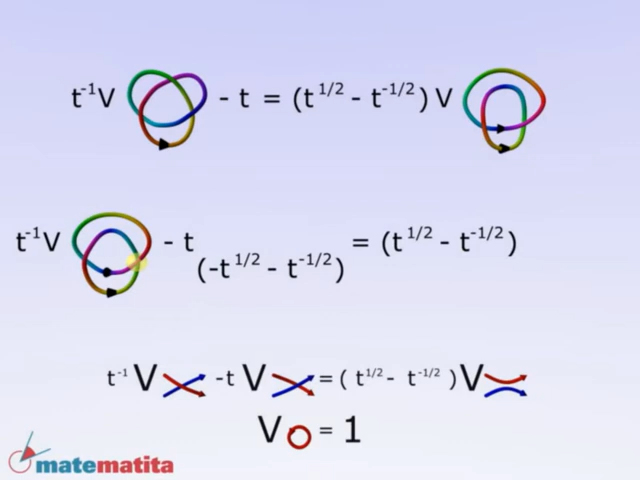 t⁻¹V - t = (t^1/2 - t^-1/2) V
t⁻¹V - t (-t^1/2 - t^-1/2) = (t^1/2 - t^-1/2)
t⁻¹ V -t V = ( t^1/2 - t^-1/2 ) V
V = 1
matematita